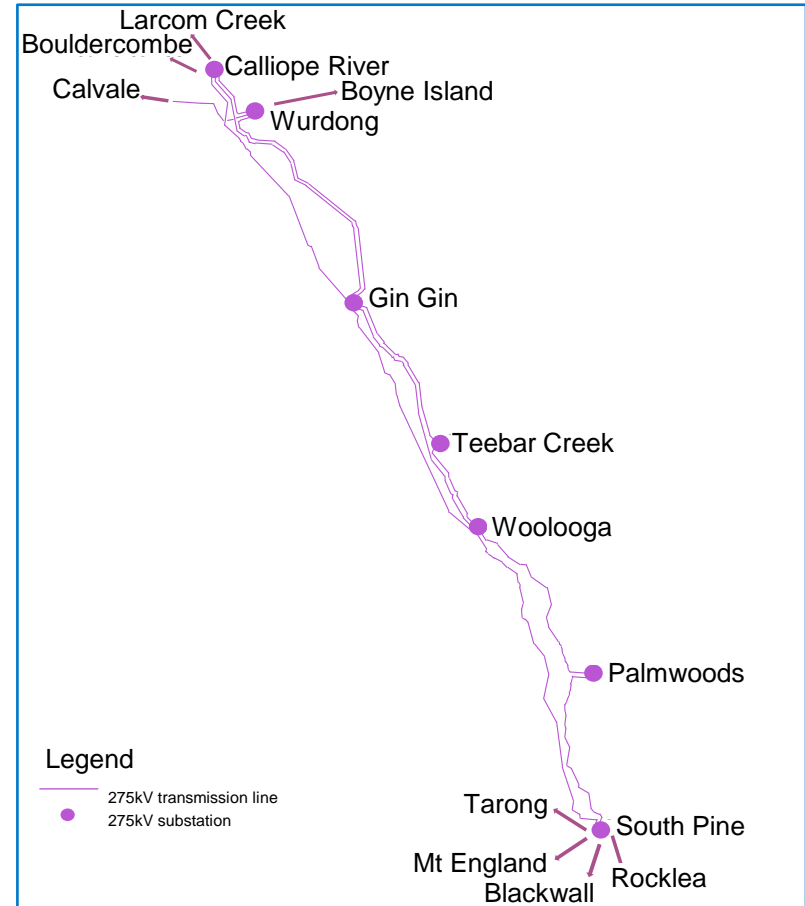 Larcom Creek
Bouldercombe
Calliope River
Calvale
Boyne Island
Wurdong
Gin Gin
Teebar Creek
Woolooga
Palmwoods
Legend
275kV transmission line
275kV substation
Tarong
South Pine
Mt England
Rocklea
Blackwall